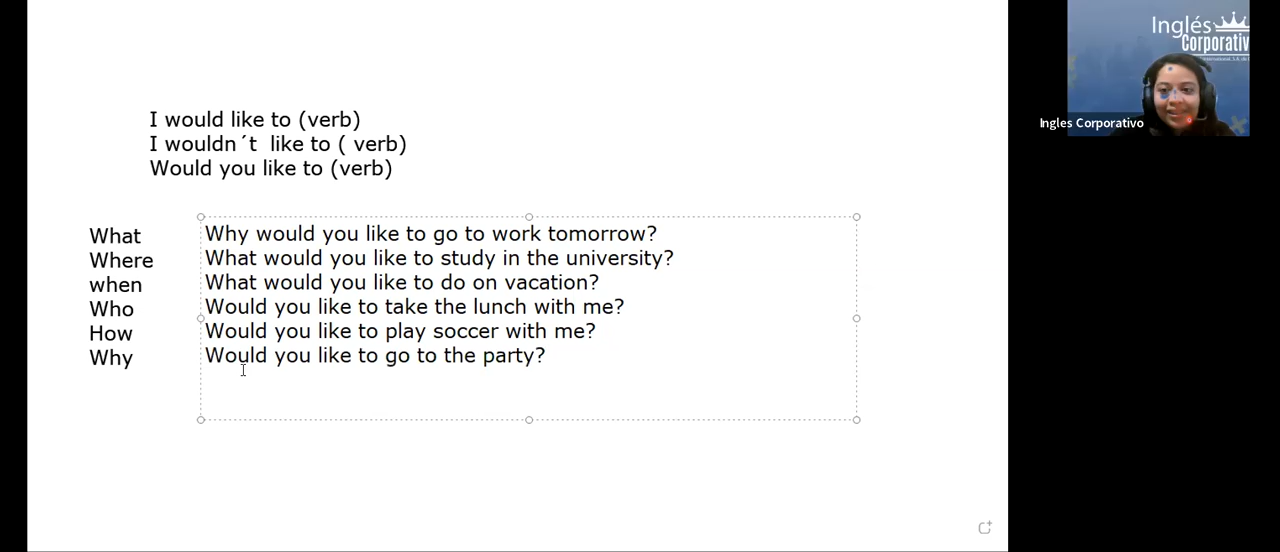 I would like to (verb)
I wouldn´t  like to ( verb)
Would you like to (verb)
What
Where
when
Who
How
Why
Why would you like to go to work tomorrow?
What would you like to study in the university?
What would you like to do on vacation?
Would you like to take the lunch with me?
Would you like to play soccer with me?
Would you like to go to the party?
Inglés
Corporativ
Ingles Corporativo